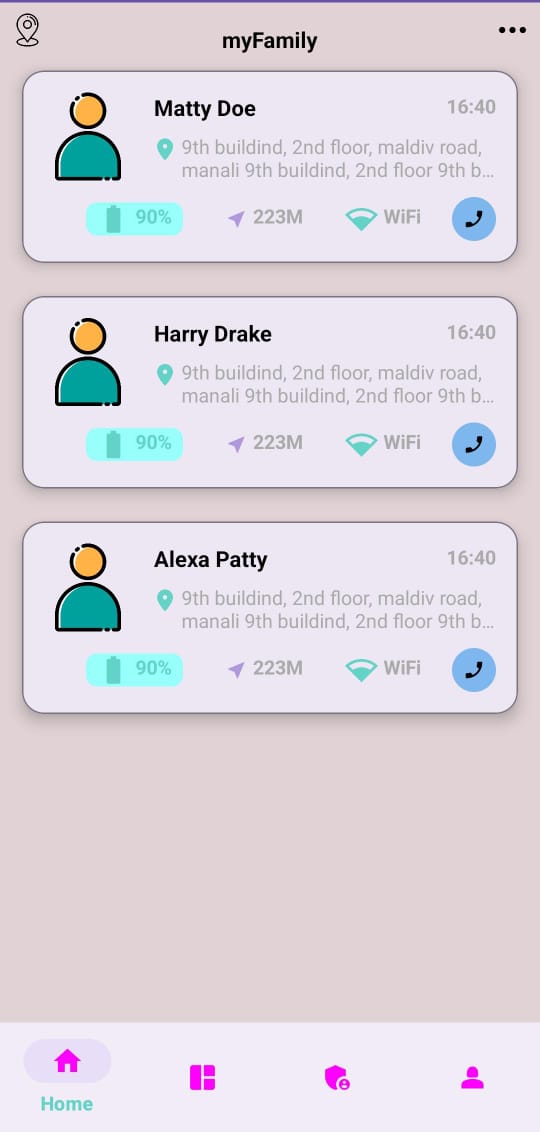 myFamily
Matty Doe 16:40
9th buildind, 2nd floor, maldiv road,
manali 9th buildind, 2nd floor 9th b...
90% 223M WiFi
Harry Drake 16:40
9th buildind, 2nd floor, maldiv road,
manali 9th buildind, 2nd floor 9th b...
90% 223M WiFi
Alexa Patty 16:40
9th buildind, 2nd floor, maldiv road,
manali 9th buildind, 2nd floor 9th b...
90% 223M WiFi
Home